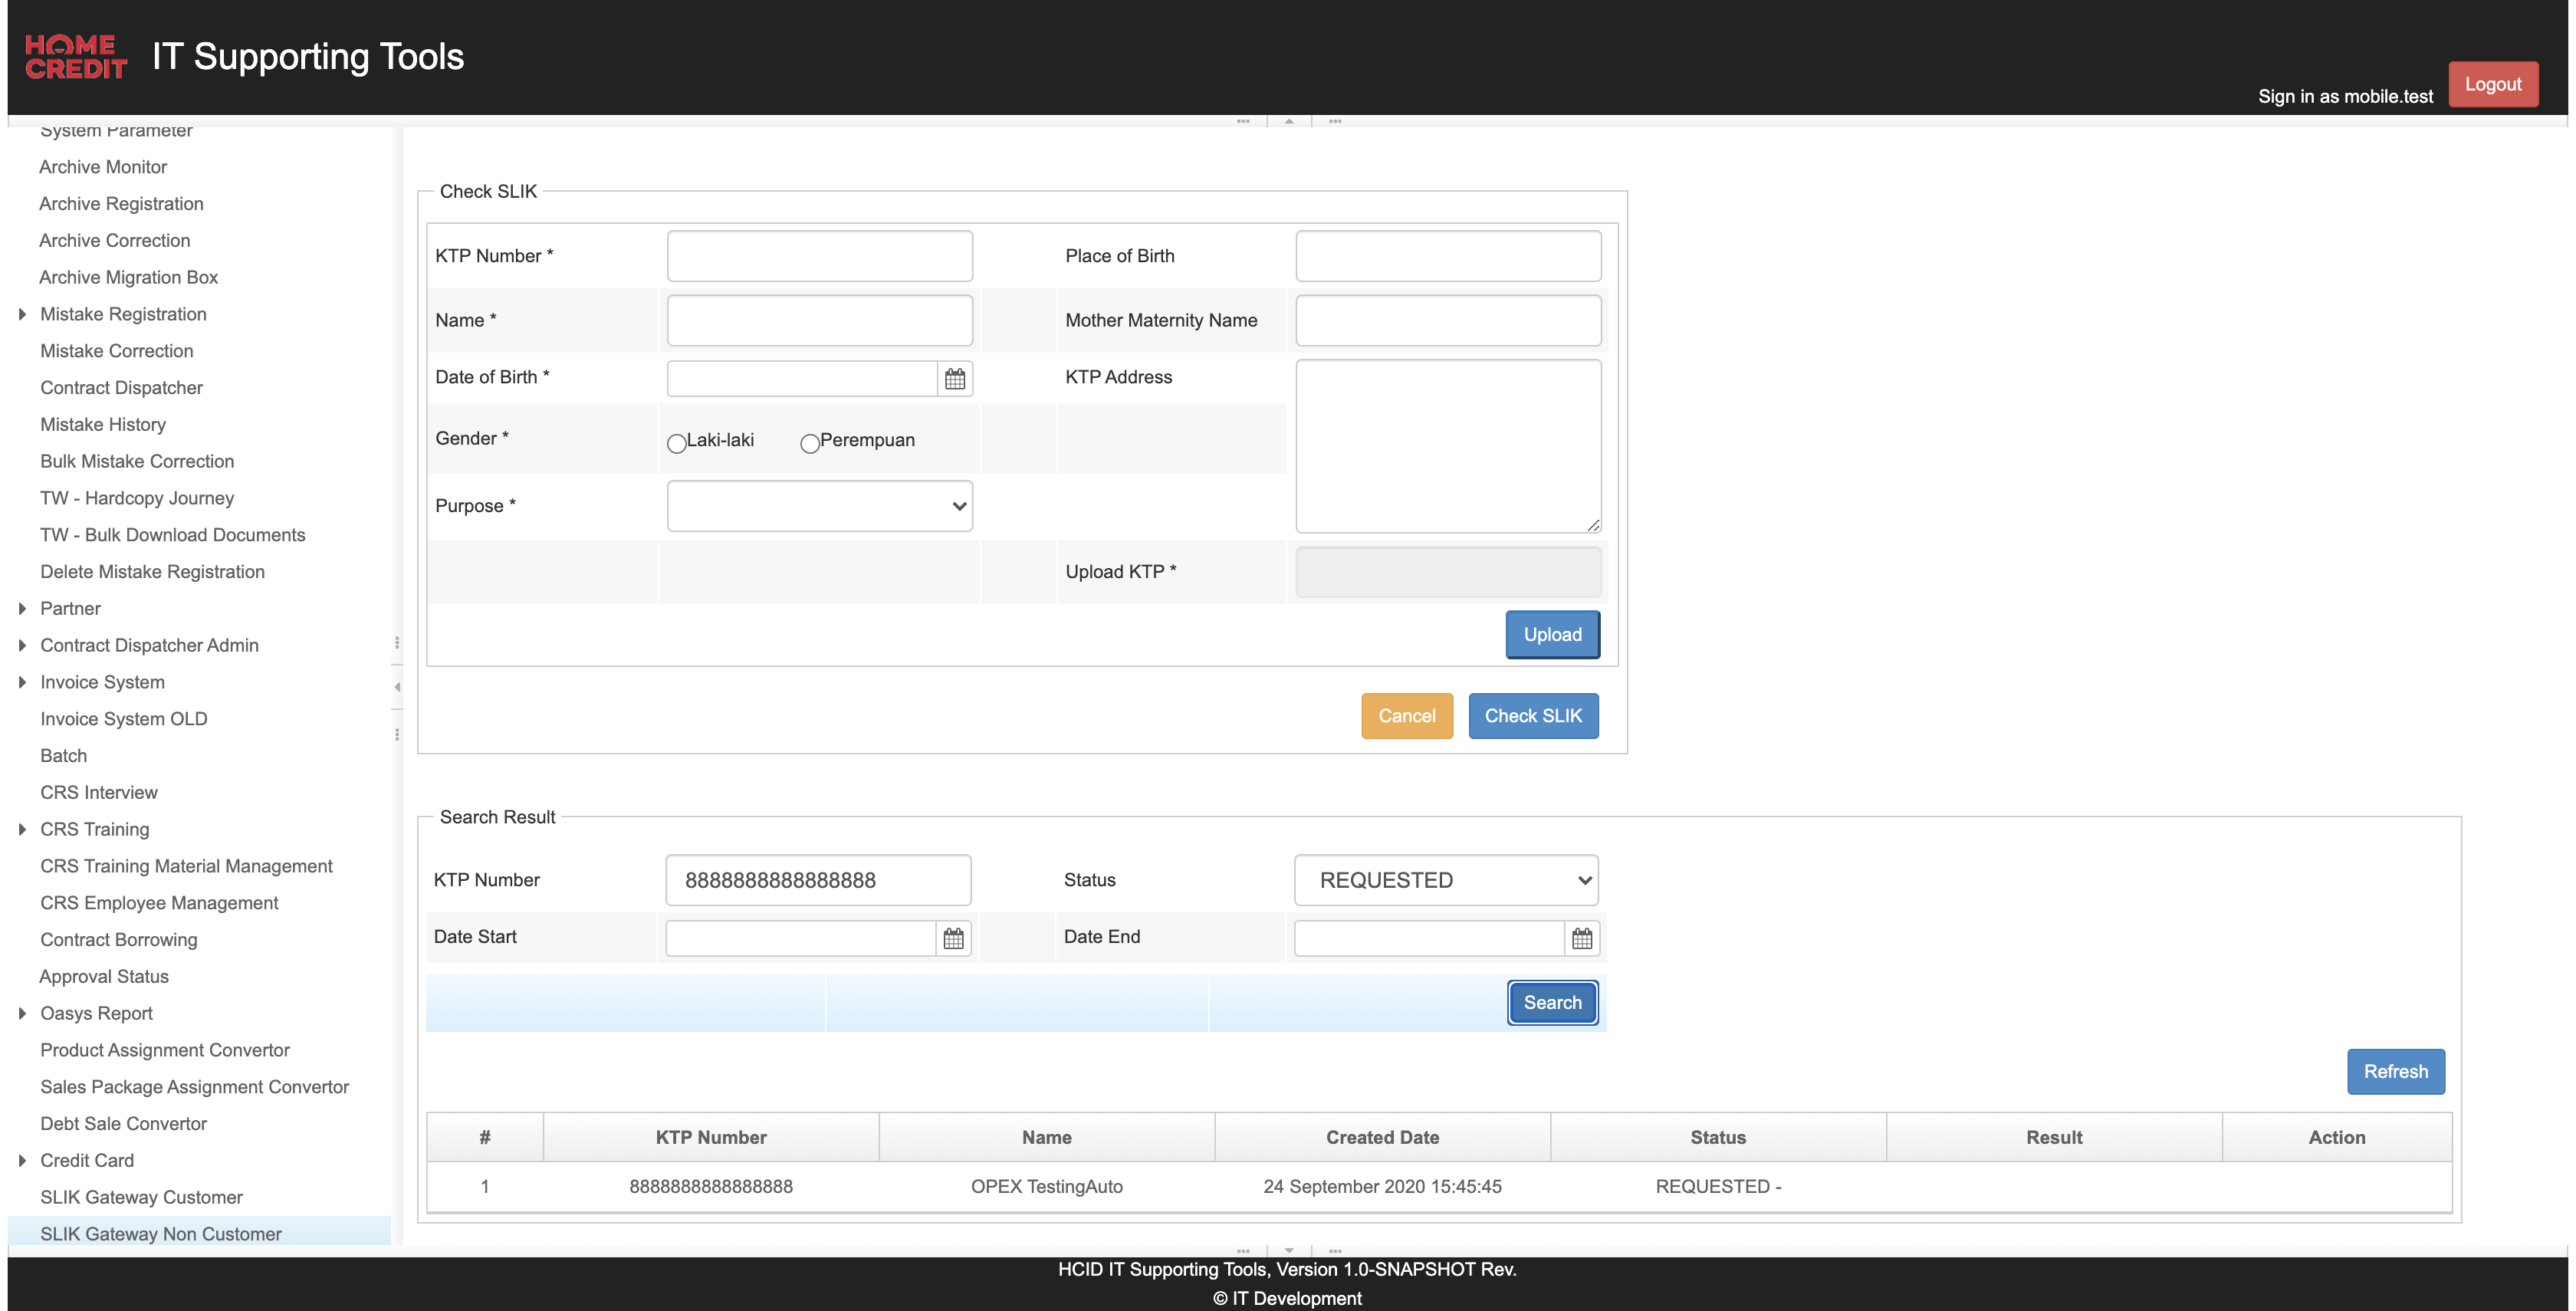 HOME
CREDIT
IT Supporting Tools
Sign in as mobile.test
Logout
System Parameter
Archive Monitor
Archive Registration
Archive Correction
Archive Migration Box
Mistake Registration
Mistake Correction
Contract Dispatcher
Mistake History
Bulk Mistake Correction
TW - Hardcopy Journey
TW - Bulk Download Documents
Delete Mistake Registration
Partner
Contract Dispatcher Admin
Invoice System
Invoice System OLD
Batch
CRS Interview
CRS Training
CRS Training Material Management
CRS Employee Management
Contract Borrowing
Approval Status
Oasys Report
Product Assignment Convertor
Sales Package Assignment Convertor
Debt Sale Convertor
Credit Card
SLIK Gateway Customer
SLIK Gateway Non Customer
Check SLIK
KTP Number * Place of Birth
Name * Mother Maternity Name
Date of Birth * KTP Address
Gender * Laki-laki Perempuan
Purpose *
Upload KTP *
Upload
Cancel Check SLIK
Search Result
KTP Number 8888888888888888 Status REQUESTED
Date Start Date End
Search
Refresh
# KTP Number Name Created Date Status Result Action
1 8888888888888888 OPEX TestingAuto 24 September 2020 15:45:45 REQUESTED -
HCID IT Supporting Tools, Version 1.0-SNAPSHOT Rev.
© IT Development